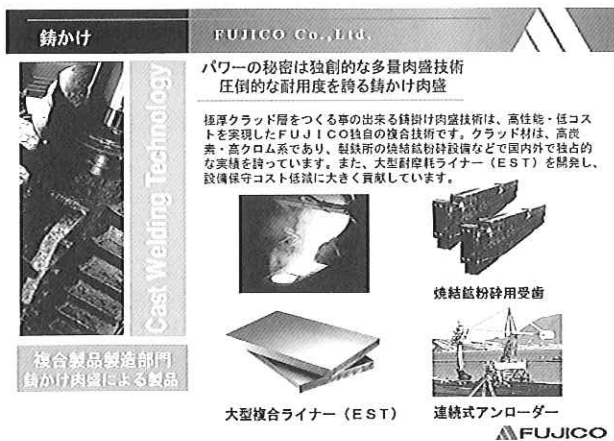 鋳かけ
FUJICO Co.,Ltd.
パワーの秘密は独創的な多量肉盛技術
圧倒的な耐用度を誇る鋳かけ肉盛
極厚クラッド層をつくる事の出来る鋳掛け肉盛技術は、高性能・低コス
トを実現したFUJICO独自の複合技術です。クラッド材は、高炭
素・高クロム系であり、製鉄所の焼結鉱粉砕設備などで国内外で独占的
な実績を誇っています。また、大型耐摩耗ライナー（EST）を開発し、
設備保守コスト低減に大きく貢献しています。
Cast Welding Technology
焼結鉱粉砕用受歯
複合製品製造部門
鋳かけ肉盛による製品
大型複合ライナー（EST）
連続式アンローダー
FUJICO